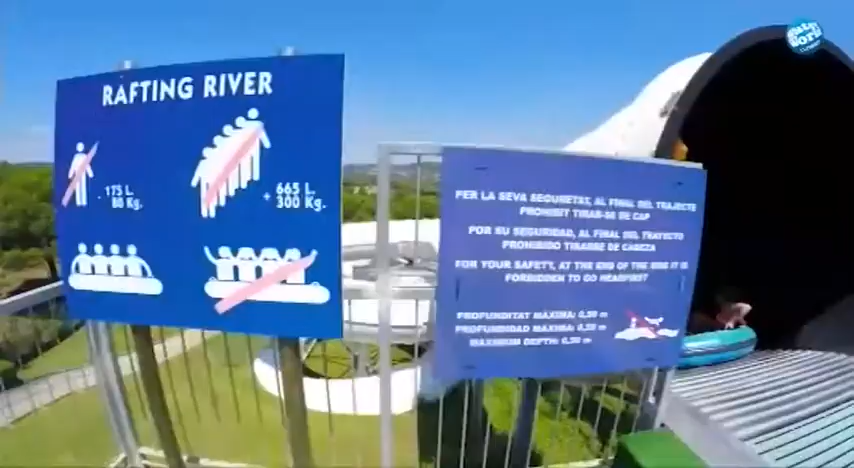 RAFTING RIVER
- 175 L.
80 Kg.
+ 665 L.
300 Kg.
PER LA SEVA SEGURETAT, AL FINAL DEL TRAJECTE
PROHIBIT TIRAR-SE DE CAP
POR SU SEGURIDAD, AL FINAL DEL TRAYECTO
PROHIBIDO TIRARSE DE CABEZA
FOR YOUR SAFETY, AT THE END OF THE RIDE IT IS
FORBIDDEN TO GO HEADFIRST
PROFUNDITAT MÀXIMA: 0,50 m
PROFUNDIDAD MÁXIMA: 0,50 m
MAXIMUM DEPTH: 0,50 m
Water
World